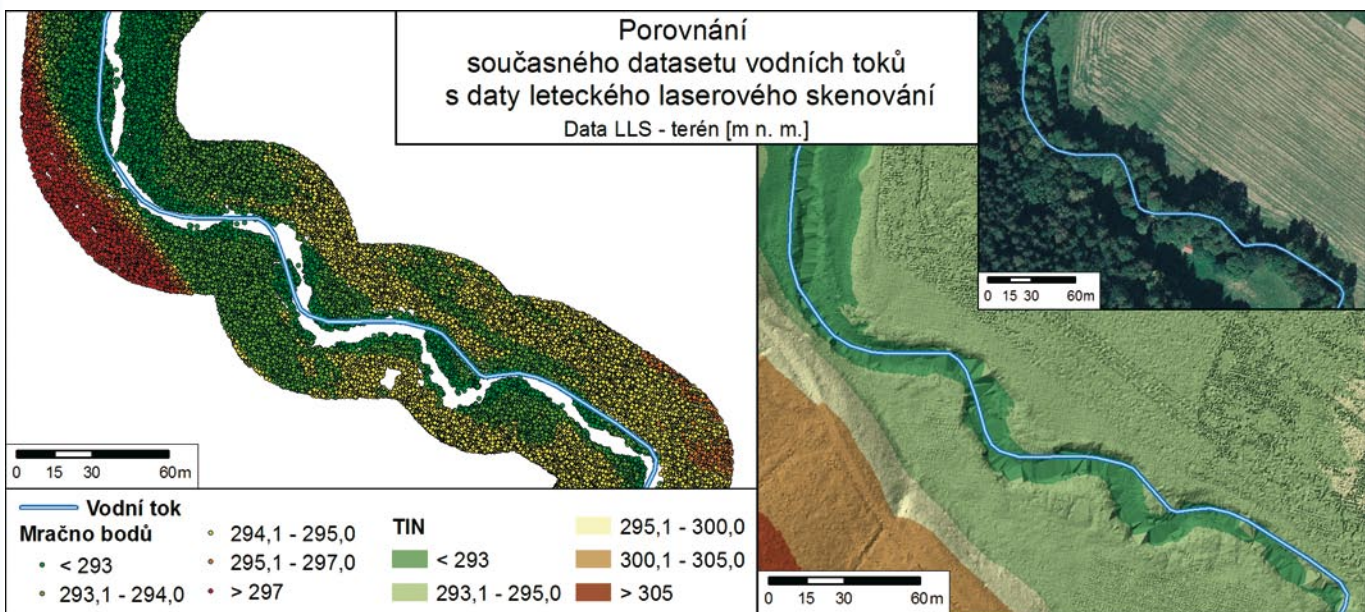 Porovnání
současného datasetu vodních toků
s daty leteckého laserového skenování
Data LLS - terén [m n. m.]
0 15 30 60m
0 15 30 60m
Vodní tok
Mračno bodů
< 293
293,1 - 294,0
294,1 - 295,0
295,1 - 297,0
> 297
TIN
< 293
293,1 - 295,0
295,1 - 300,0
300,1 - 305,0
> 305
0 15 30 60m